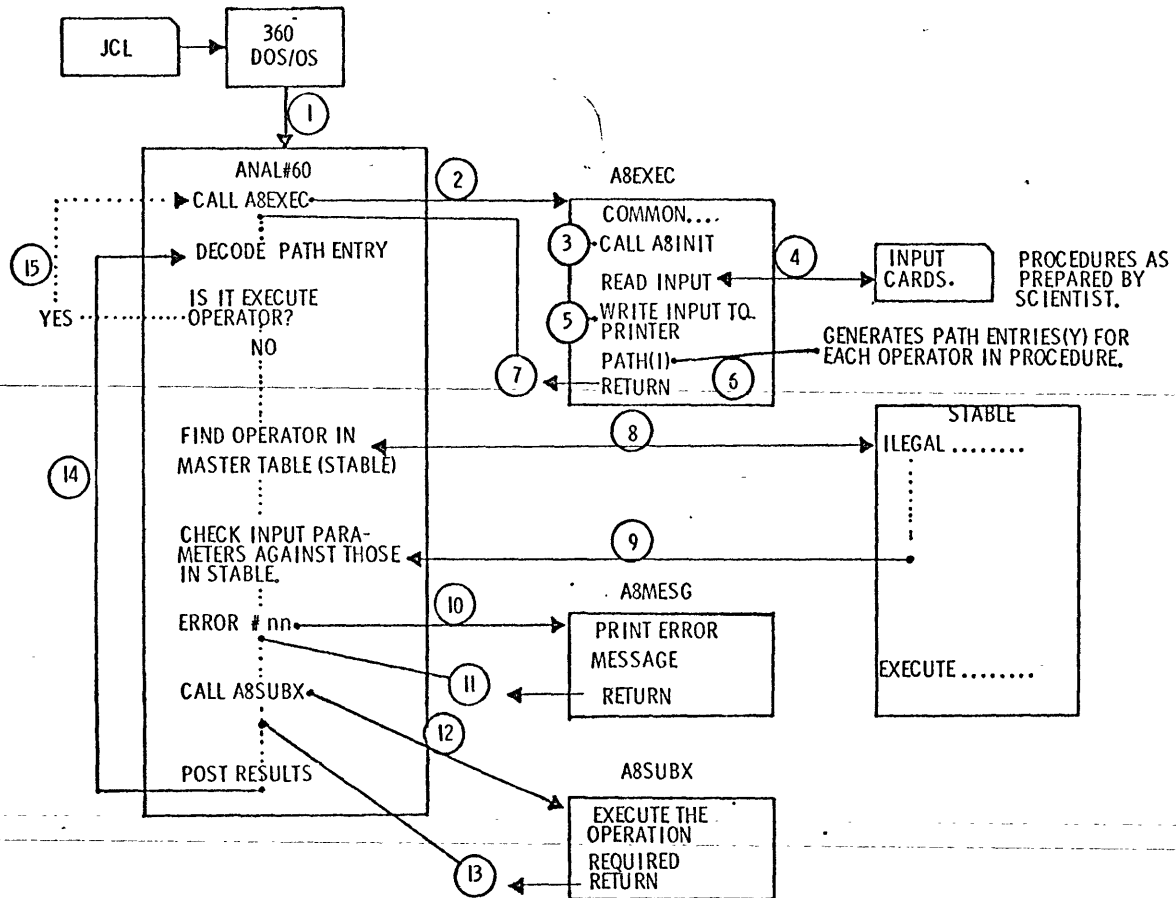 JCL
360
DOS/OS
1
ANAL#60
CALL A8EXEC
2
A8EXEC
COMMON....
3
CALL A8INIT
4
INPUT
CARDS.
PROCEDURES AS
PREPARED BY
SCIENTIST.
DECODE PATH ENTRY
15
READ INPUT
IS IT EXECUTE
OPERATOR?
YES
NO
5
WRITE INPUT TO
PRINTER
PATH(I)
6
GENERATES PATH ENTRIES(Y) FOR
EACH OPERATOR IN PROCEDURE.
7
RETURN
STABLE
ILEGAL ........
8
FIND OPERATOR IN
MASTER TABLE (STABLE)
14
CHECK INPUT PARA-
METERS AGAINST THOSE
IN STABLE.
9
A8MESG
ERROR # nn
10
PRINT ERROR
MESSAGE
RETURN
EXECUTE ........
11
CALL A8SUBX
12
POST RESULTS
A8SUBX
EXECUTE THE
OPERATION
REQUIRED
RETURN
13